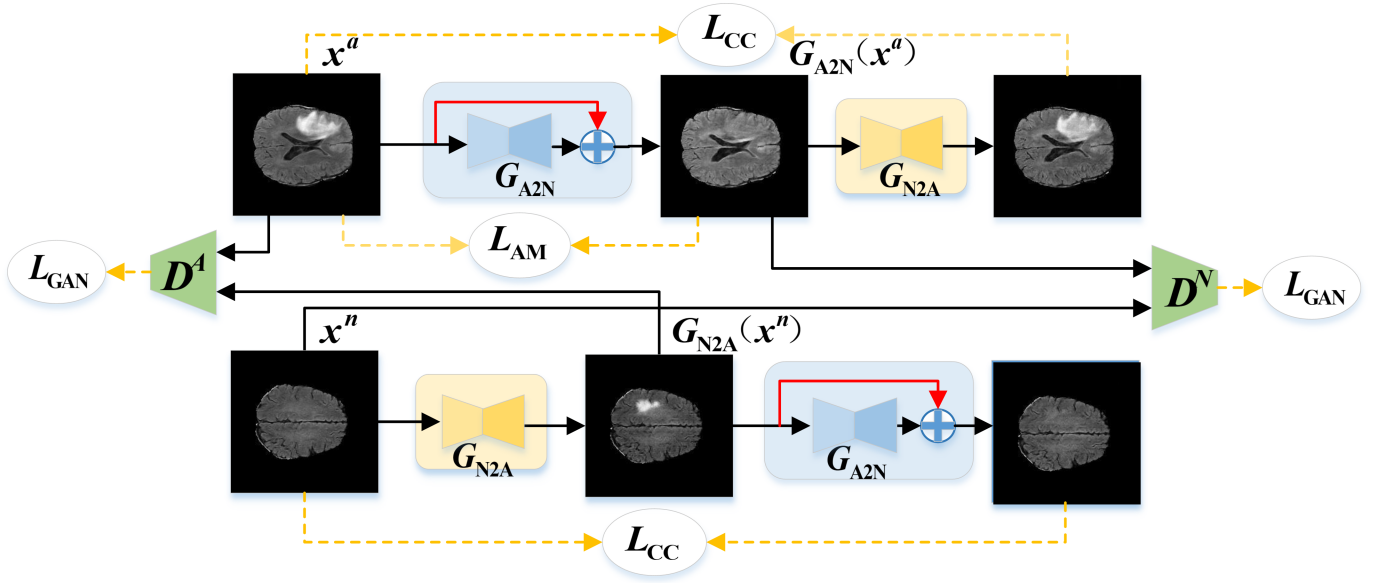 L_CC
x^a
G_A2N(x^a)
G_A2N
G_N2A
L_AM
L_GAN
D^A
D^N
L_GAN
x^n
G_N2A(x^n)
G_N2A
G_A2N
L_CC